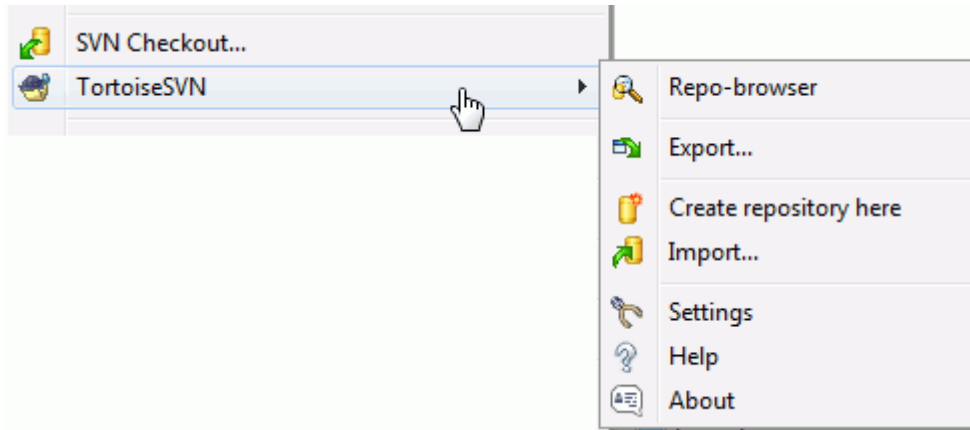 SVN Checkout...
TortoiseSVN
Repo-browser
Export...
Create repository here
Import...
Settings
Help
About